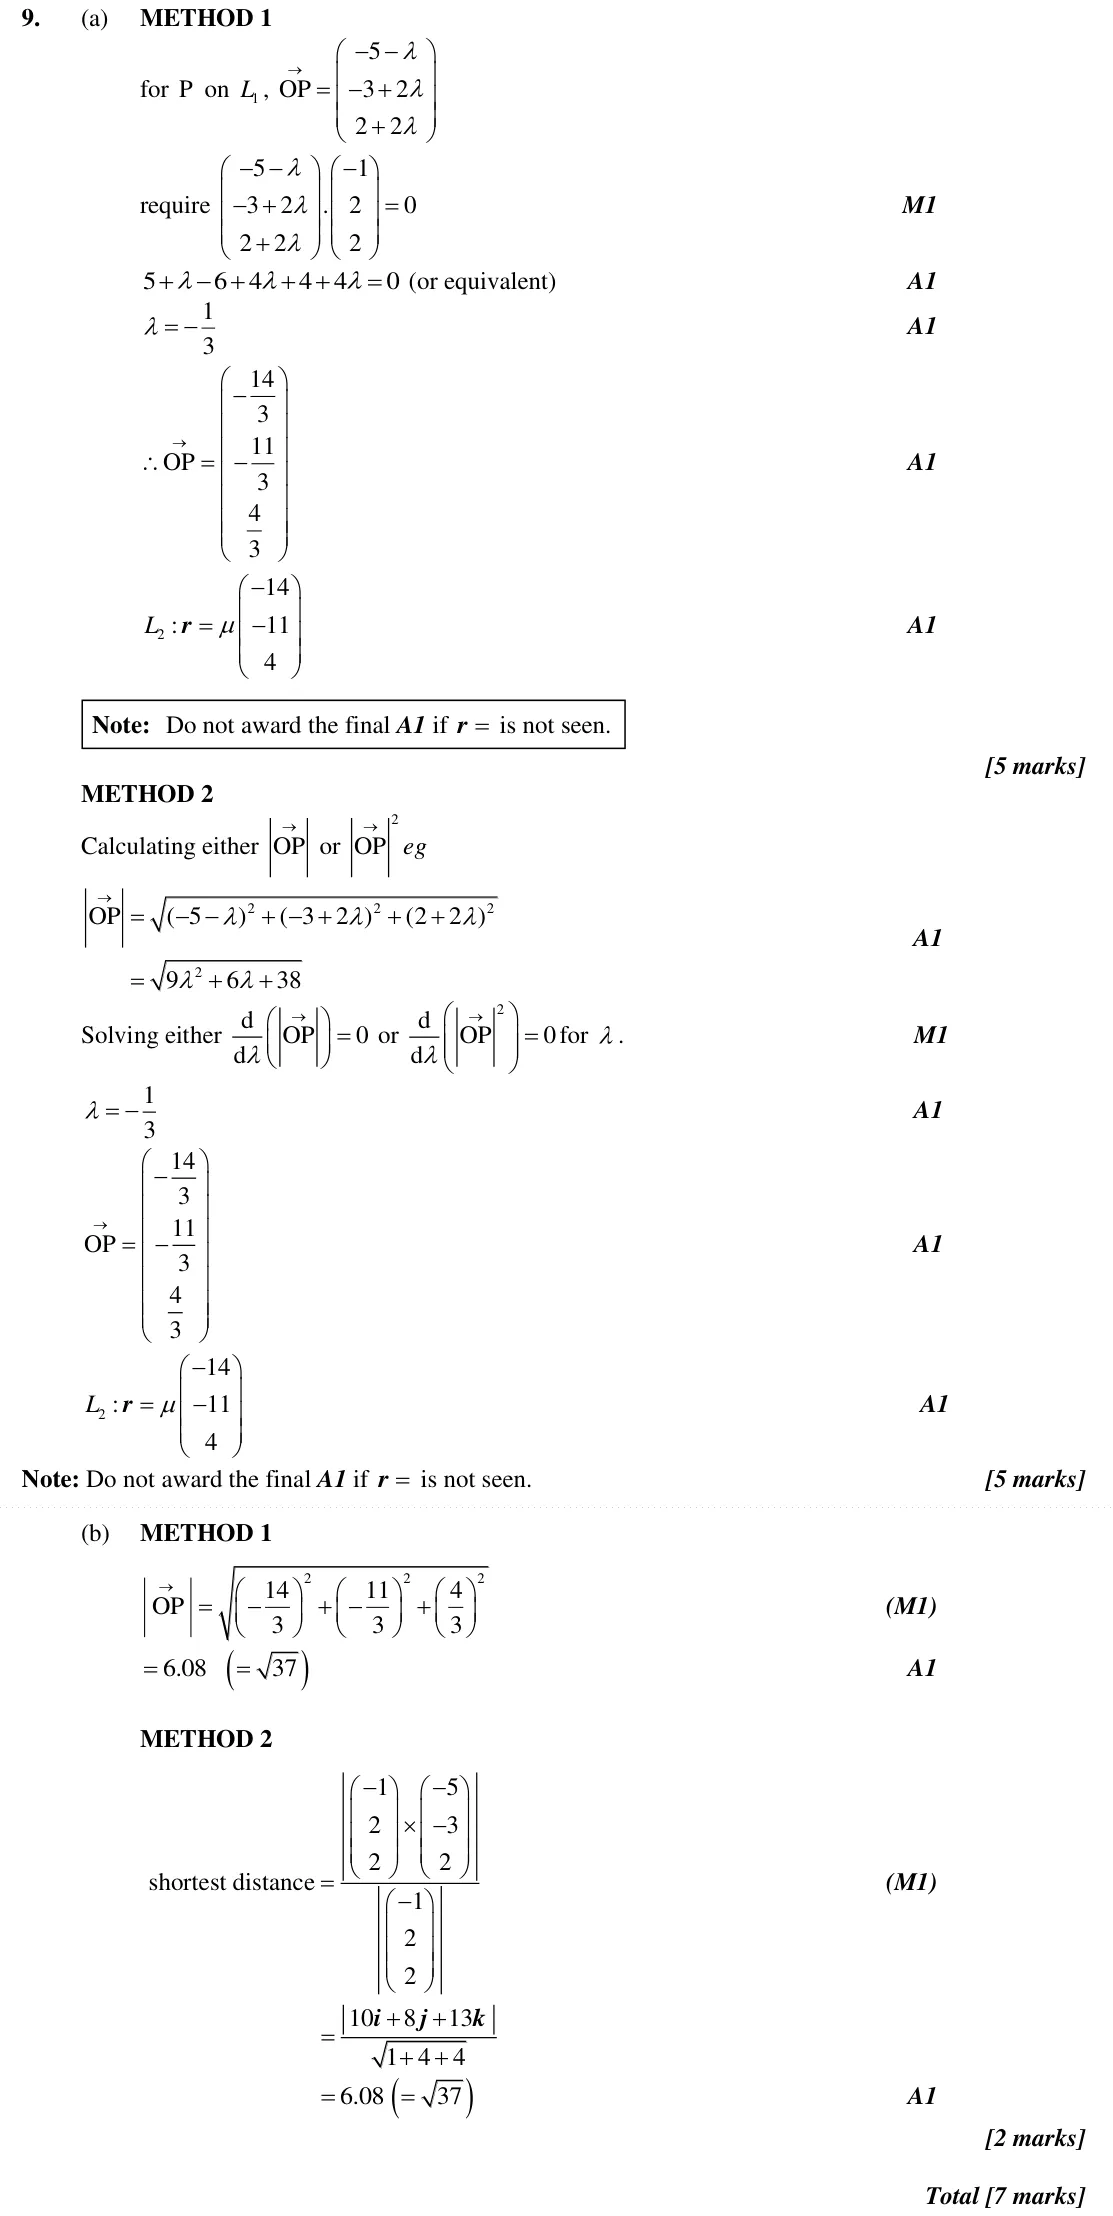 9. (a) METHOD 1
for P on L₁, →OP = (−5−λ, −3+2λ, 2+2λ)
require (−5−λ, −3+2λ, 2+2λ) . (−1, 2, 2) = 0 M1
5+λ−6+4λ+4+4λ=0 (or equivalent) A1
λ = −1/3 A1
∴ →OP = (−14/3, −11/3, 4/3) A1
L₂ : r = μ(−14, −11, 4) A1
Note: Do not award the final A1 if r = is not seen.
[5 marks]
METHOD 2
Calculating either |→OP| or |→OP|² eg
|→OP| = √((−5−λ)² + (−3+2λ)² + (2+2λ)²)
A1
= √(9λ² + 6λ + 38)
Solving either d/dλ(|→OP|) = 0 or d/dλ(|→OP|²) = 0 for λ. M1
λ = −1/3 A1
→OP = (−14/3, −11/3, 4/3) A1
L₂ : r = μ(−14, −11, 4) A1
Note: Do not award the final A1 if r = is not seen. [5 marks]
(b) METHOD 1
|→OP| = √((−14/3)² + (−11/3)² + (4/3)²) (M1)
= 6.08 (= √37) A1
METHOD 2
shortest distance = |(−1, 2, 2) × (−5, −3, 2)| / |(−1, 2, 2)| (M1)
= |10i + 8j + 13k| / √(1+4+4)
= 6.08 (= √37) A1
[2 marks]
Total [7 marks]